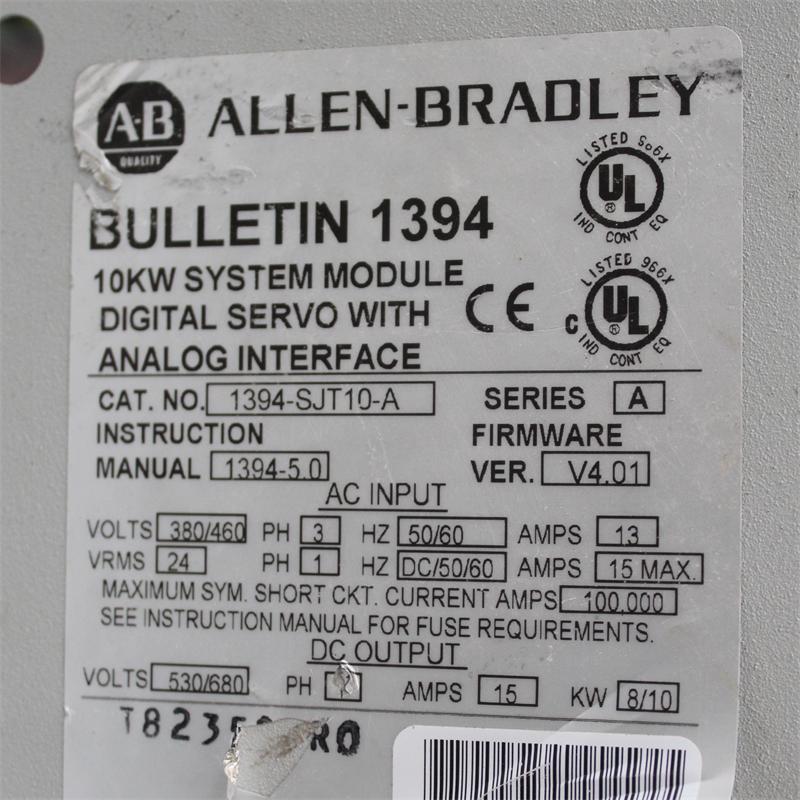 A-B QUALITY
ALLEN-BRADLEY
BULLETIN 1394
10KW SYSTEM MODULE
DIGITAL SERVO WITH
ANALOG INTERFACE
CE
LISTED 506X
UL
®
IND CONT EQ
LISTED 966X
C UL
®
IND CONT EQ
CAT. NO. 1394-SJT10-A SERIES A
INSTRUCTION MANUAL 1394-5.0
FIRMWARE VER. V4.01
AC INPUT
VOLTS 380/460 PH 3 HZ 50/60 AMPS 13
VRMS 24 PH 1 HZ DC/50/60 AMPS 15 MAX.
MAXIMUM SYM. SHORT CKT. CURRENT AMPS 100,000
SEE INSTRUCTION MANUAL FOR FUSE REQUIREMENTS.
DC OUTPUT
VOLTS 530/680 PH AMPS 15 KW 8/10